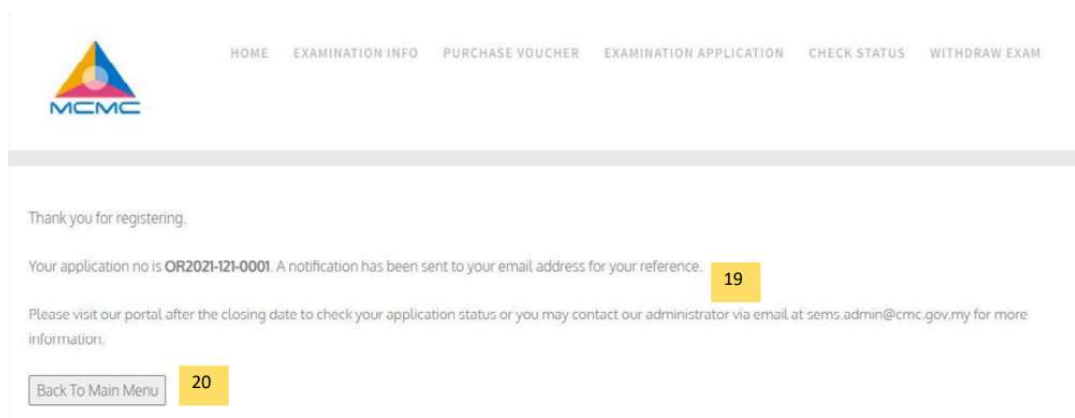 HOME EXAMINATION INFO PURCHASE VOUCHER EXAMINATION APPLICATION CHECK STATUS WITHDRAW EXAM
MCMC
Thank you for registering.
Your application no is OR2021-121-0001. A notification has been sent to your email address for your reference.
19
Please visit our portal after the closing date to check your application status or you may contact our administrator via email at sems.admin@cmc.gov.my for more
information.
Back To Main Menu
20